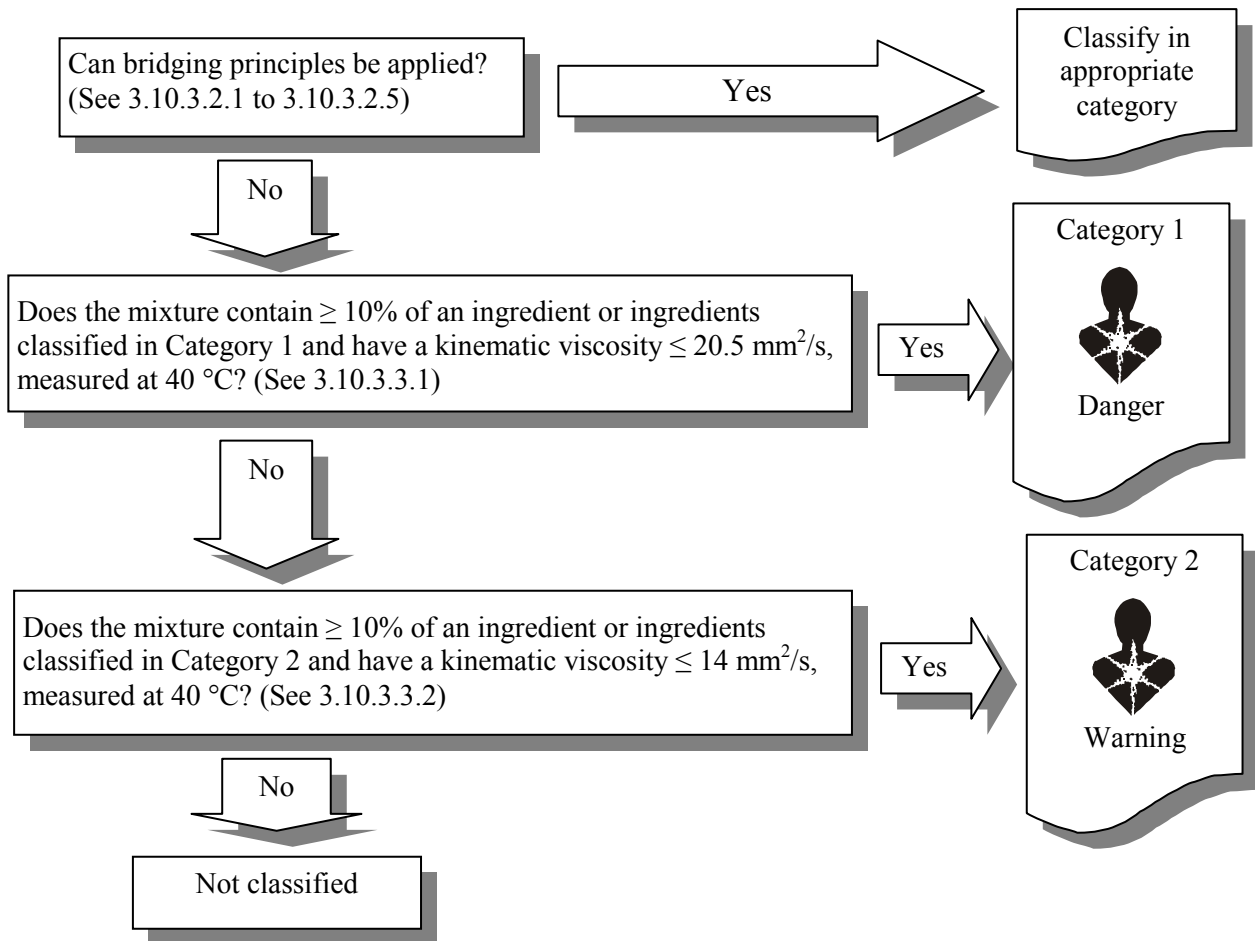 Can bridging principles be applied?
(See 3.10.3.2.1 to 3.10.3.2.5)
Yes
Classify in
appropriate
category
No
Does the mixture contain ≥ 10% of an ingredient or ingredients
classified in Category 1 and have a kinematic viscosity ≤ 20.5 mm²/s,
measured at 40 °C? (See 3.10.3.3.1)
Yes
Category 1
Danger
No
Does the mixture contain ≥ 10% of an ingredient or ingredients
classified in Category 2 and have a kinematic viscosity ≤ 14 mm²/s,
measured at 40 °C? (See 3.10.3.3.2)
Yes
Category 2
Warning
No
Not classified